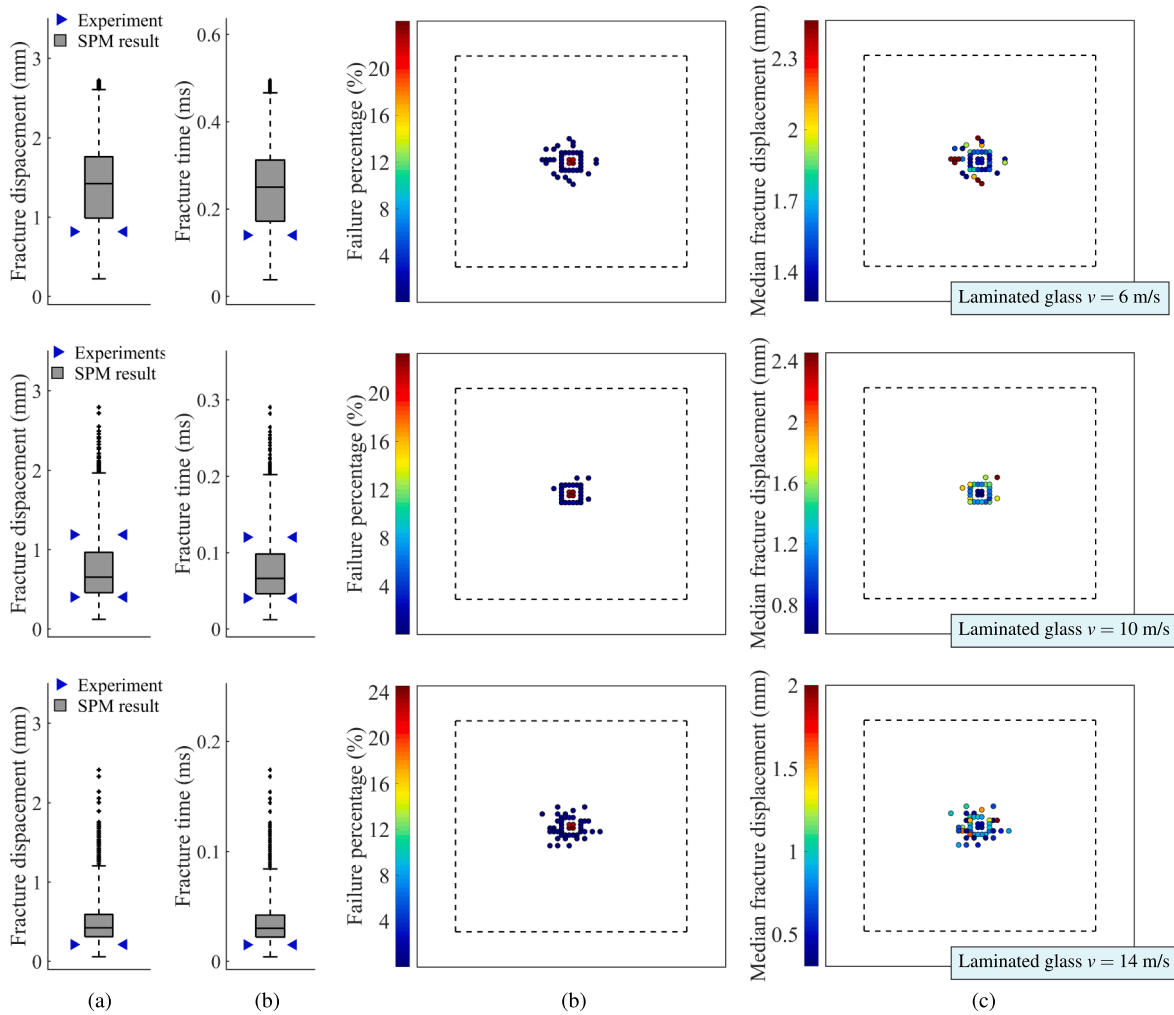 Experiment
SPM result
Fracture dispacement (mm)
3
2
1
0
Fracture time (ms)
0.6
0.4
0.2
0
Failure percentage (%)
20
16
12
8
4
Median fracture displacement (mm)
2.3
2
1.7
1.4
Laminated glass v = 6 m/s
Experiments
SPM result
Fracture dispacement (mm)
3
2
1
0
Fracture time (ms)
0.3
0.2
0.1
0
Failure percentage (%)
20
16
12
8
4
Median fracture displacement (mm)
2.4
2
1.6
1.2
0.8
Laminated glass v = 10 m/s
Experiment
SPM result
Fracture dispacement (mm)
3
2
1
0
Fracture time (ms)
0.2
0.1
0
Failure percentage (%)
24
20
16
12
8
4
Median fracture displacement (mm)
2
1.5
1
0.5
Laminated glass v = 14 m/s
(a)
(b)
(b)
(c)